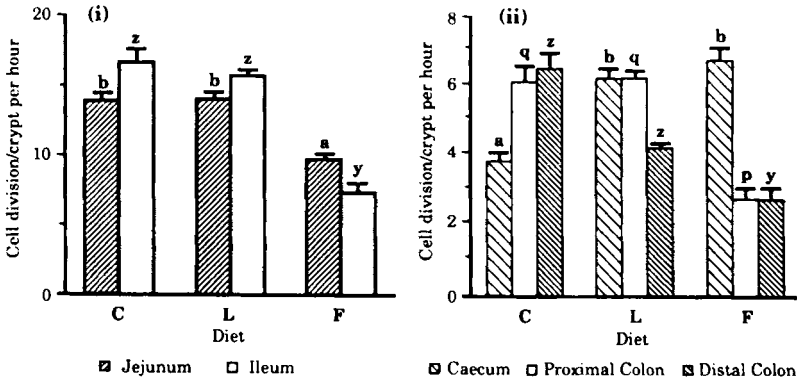 (i)
Cell division/crypt per hour
20
10
0
b z b z a y
C L F
Diet
Jejunum Ileum
(ii)
Cell division/crypt per hour
8
6
4
2
0
a q z b q z b p y
C L F
Diet
Caecum Proximal Colon Distal Colon